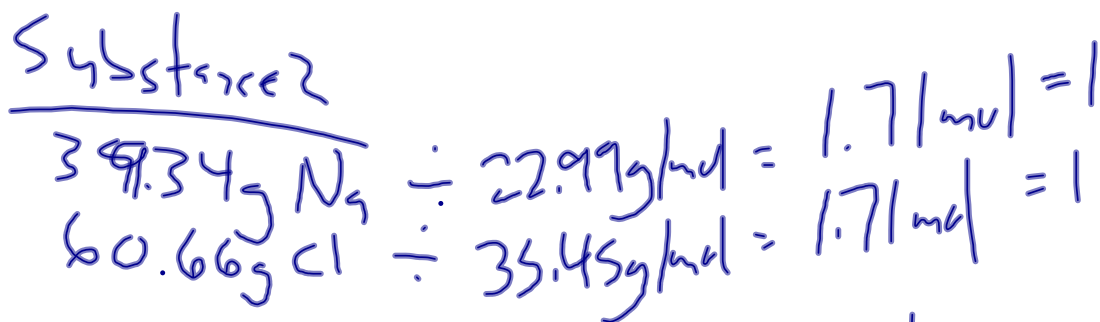 Substance 2
39.34g Na ÷ 22.99g/mol = 1.71mol = 1
60.66g Cl ÷ 35.45g/mol = 1.71mol = 1